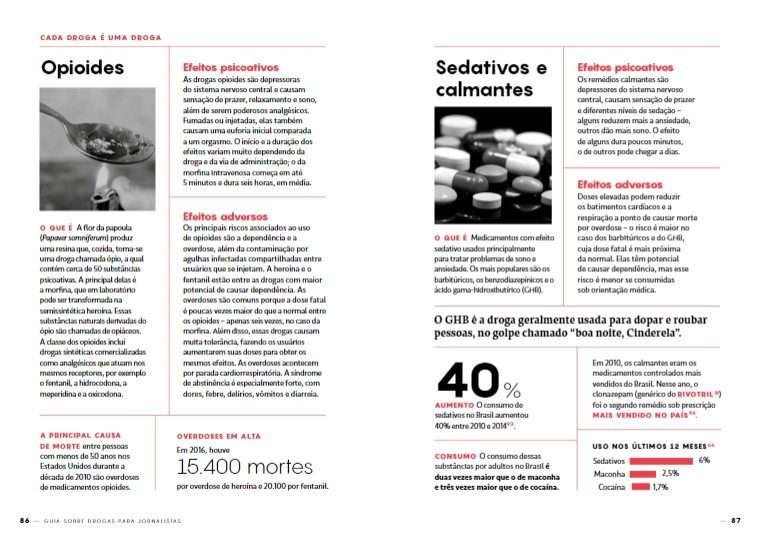 CADA DROGA É UMA DROGA
Opioides
O QUE É A flor da papoula
(Papaver somniferum) produz
uma resina que, cozida, torna-se
uma droga chamada ópio, a qual
contém cerca de 50 substâncias
psicoativas. A principal delas é
a morfina, que em laboratório
pode ser transformada na
semissintética heroína. Essas
substâncias naturais derivadas do
ópio são chamadas de opiáceos.
A classe dos opioides inclui
drogas sintéticas comercializadas
como analgésicos que atuam nos
mesmos receptores, por exemplo
o fentanil, a hidrocodona, a
meperidina e a oxicodona.
Efeitos psicoativos
As drogas opioides são depressoras
do sistema nervoso central e causam
sensação de prazer, relaxamento e sono,
além de serem poderosos analgésicos.
Fumadas ou injetadas, elas também
causam uma euforia inicial comparada
a um orgasmo. O início e a duração dos
efeitos variam muito dependendo da
droga e da via de administração; o da
morfina intravenosa começa em até
5 minutos e dura seis horas, em média.
Efeitos adversos
Os principais riscos associados ao uso
de opioides são a dependência e a
overdose, além da contaminação por
agulhas infectadas compartilhadas entre
usuários que se injetam. A heroína e o
fentanil estão entre as drogas com maior
potencial de causar dependência. As
overdoses são comuns porque a dose fatal
é poucas vezes maior do que a normal entre
os opioides – apenas seis vezes, no caso da
morfina. Além disso, essas drogas causam
muita tolerância, fazendo os usuários
aumentarem suas doses para obter os
mesmos efeitos. As overdoses acontecem
por parada cardiorrespiratória. A síndrome
de abstinência é especialmente forte, com
dores, febre, delírios, vômitos e diarreia.
A PRINCIPAL CAUSA
DE MORTE entre pessoas
com menos de 50 anos nos
Estados Unidos durante a
década de 2010 são overdoses
de medicamentos opioides.
OVERDOSES EM ALTA
Em 2016, houve
15.400 mortes
por overdose de heroína e 20.100 por fentanil.
86 — GUIA SOBRE DROGAS PARA JORNALISTAS
Sedativos e
calmantes
O QUE É Medicamentos com efeito
sedativo usados principalmente
para tratar problemas de sono e
ansiedade. Os mais populares são os
barbitúricos, os benzodiazepínicos e o
ácido gama-hidroxibutírico (GHB).
Efeitos psicoativos
Os remédios calmantes são
depressores do sistema nervoso
central, causam sensação de prazer
e diferentes níveis de sedação –
alguns reduzem mais a ansiedade,
outros dão mais sono. O efeito
de alguns dura poucos minutos,
o de outros pode chegar a dias.
Efeitos adversos
Doses elevadas podem reduzir
os batimentos cardíacos e a
respiração a ponto de causar morte
por overdose – o risco é maior no
caso dos barbitúricos e do GHB,
cuja dose fatal é mais próxima
da normal. Elas têm potencial
de causar dependência, mas esse
risco é menor se consumidas
sob orientação médica.
O GHB é a droga geralmente usada para dopar e roubar
pessoas, no golpe chamado “boa noite, Cinderela”.
40%
AUMENTO O consumo de
sedativos no Brasil aumentou
40% entre 2010 e 2014⁹³.
CONSUMO O consumo dessas
substâncias por adultos no Brasil é
duas vezes maior que o de maconha
e três vezes maior que o de cocaína.
Em 2010, os calmantes eram os
medicamentos controlados mais
vendidos do Brasil. Nesse ano, o
clonazepam (genérico do RIVOTRIL®)
foi o segundo remédio sob prescrição
MAIS VENDIDO NO PAÍS⁹⁴.
USO NOS ÚLTIMOS 12 MESES⁶⁶
Sedativos 6%
Maconha 2,5%
Cocaína 1,7%
— 87